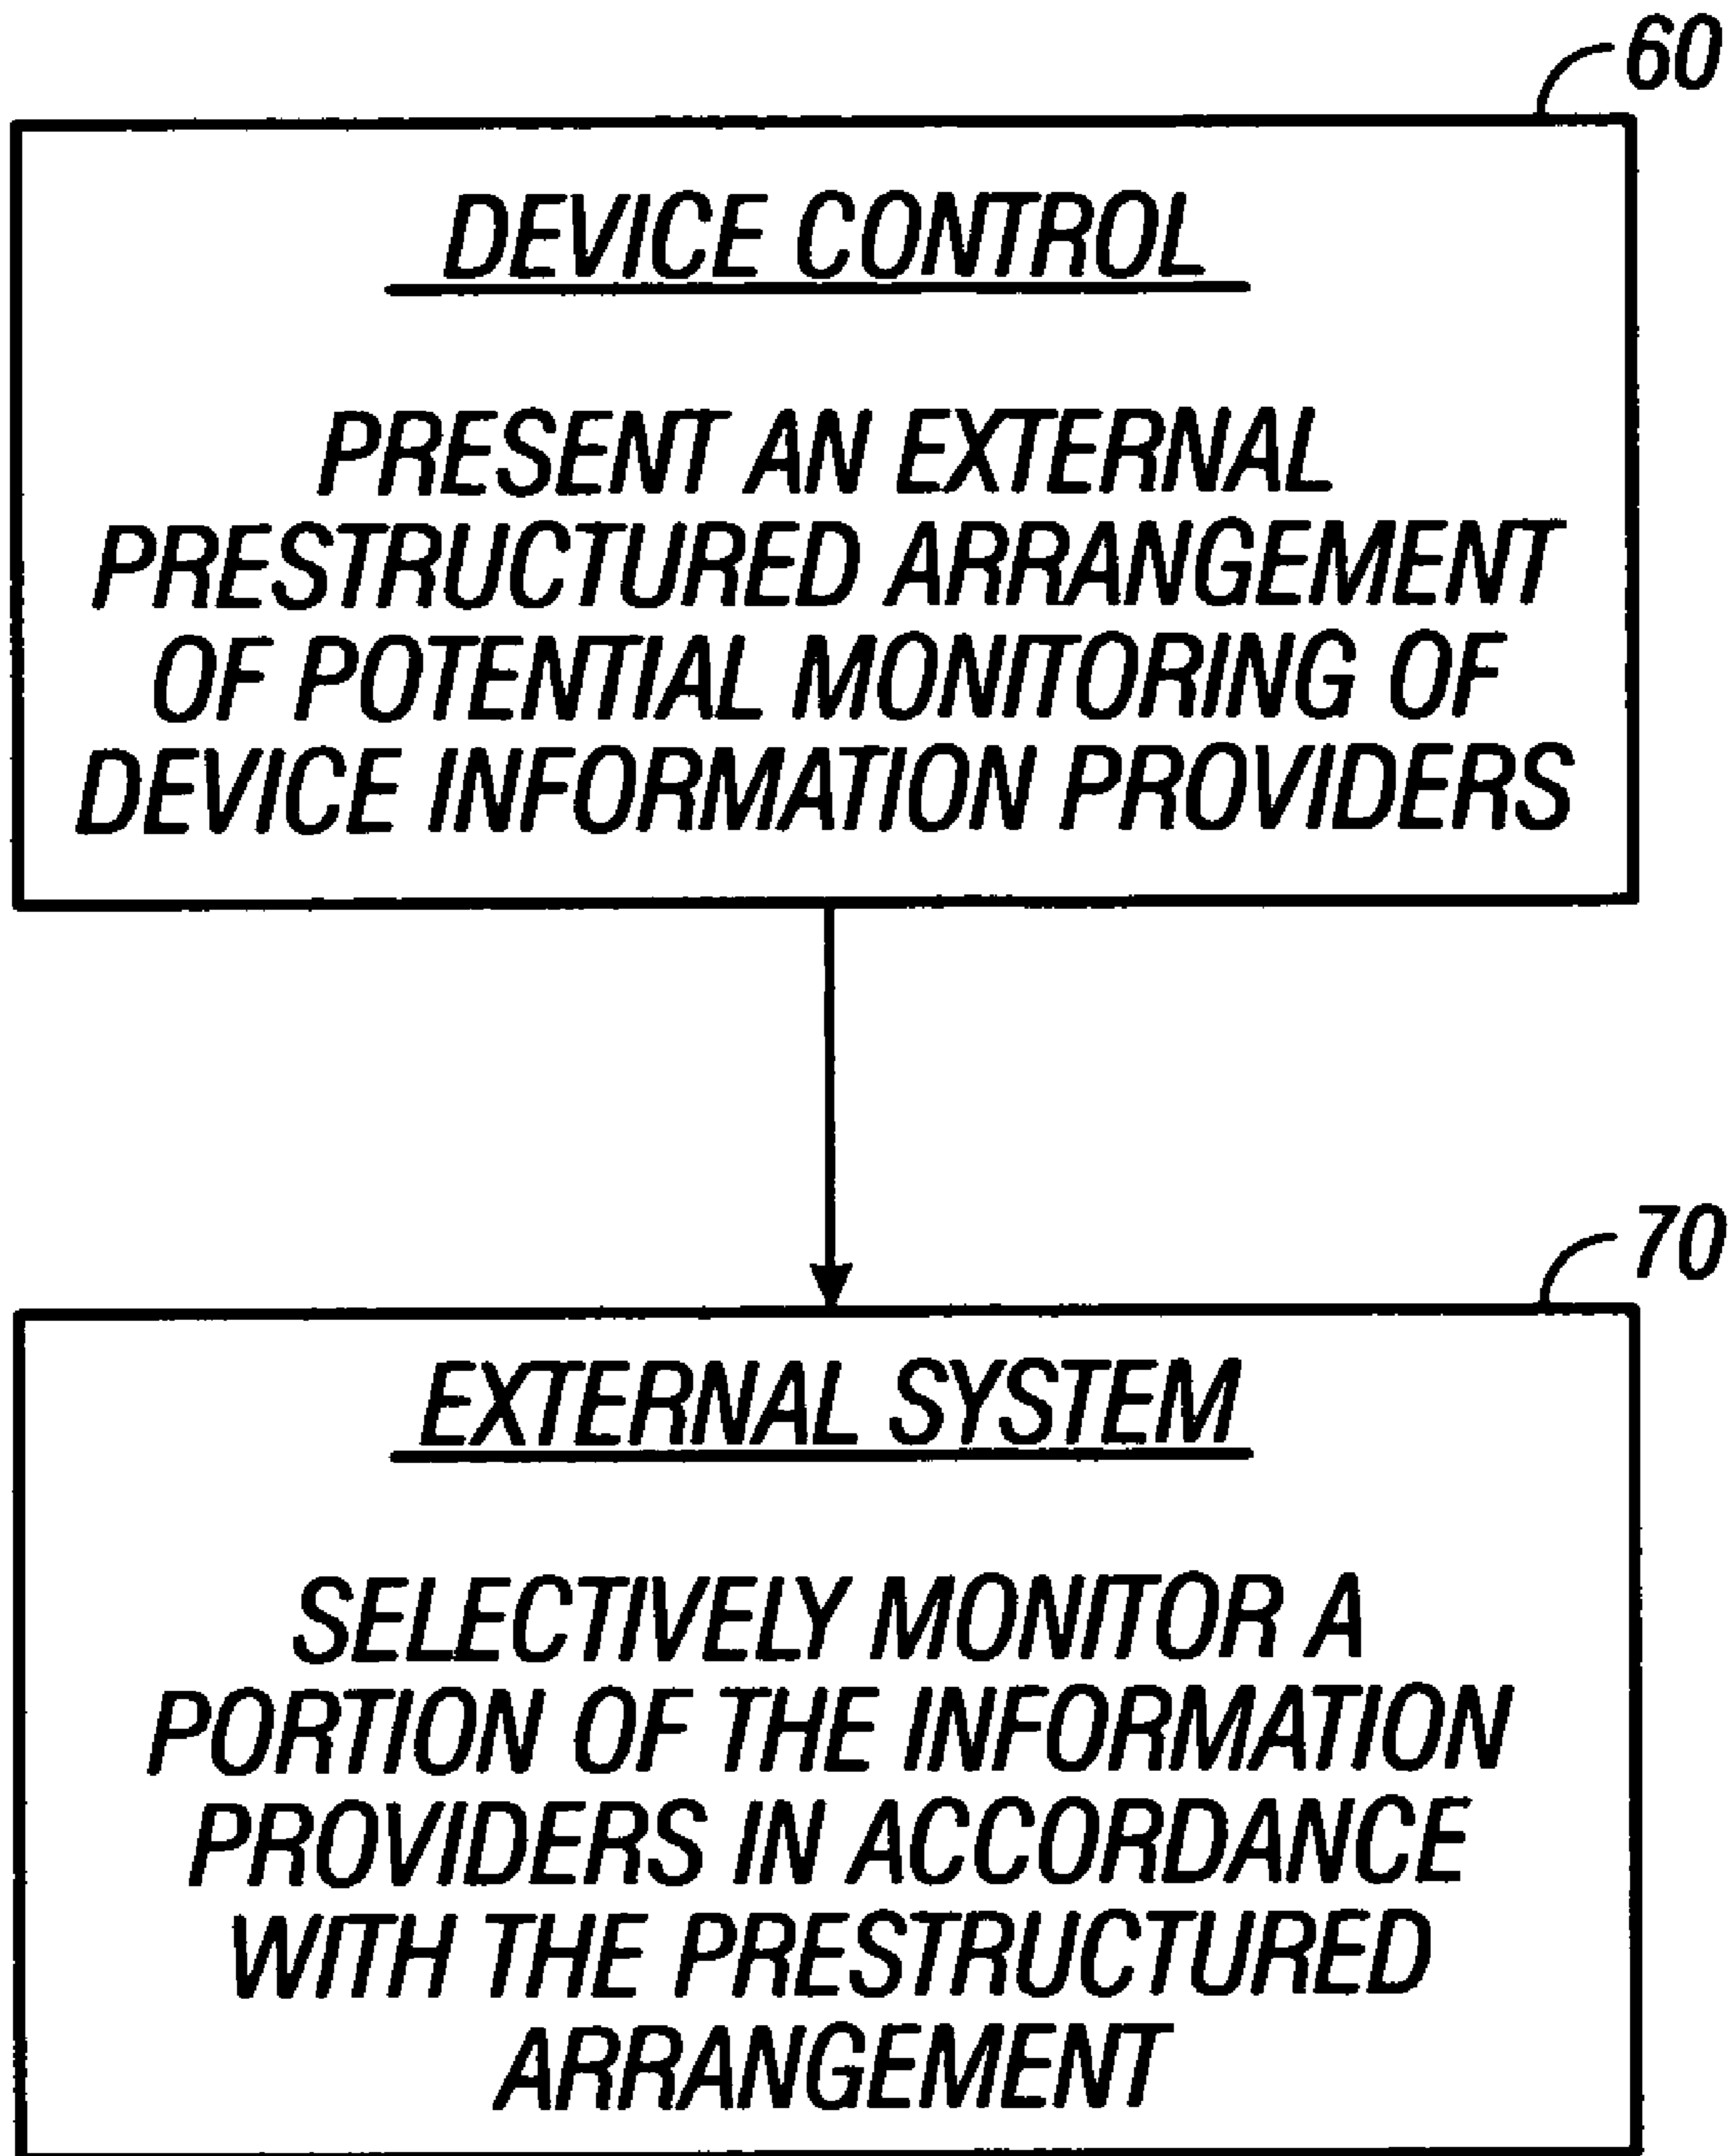 60
DEVICE CONTROL
PRESENT AN EXTERNAL
PRESTRUCTURED ARRANGEMENT
OF POTENTIAL MONITORING OF
DEVICE INFORMATION PROVIDERS
70
EXTERNAL SYSTEM
SELECTIVELY MONITOR A
PORTION OF THE INFORMATION
PROVIDERS IN ACCORDANCE
WITH THE PRESTRUCTURED
ARRANGEMENT